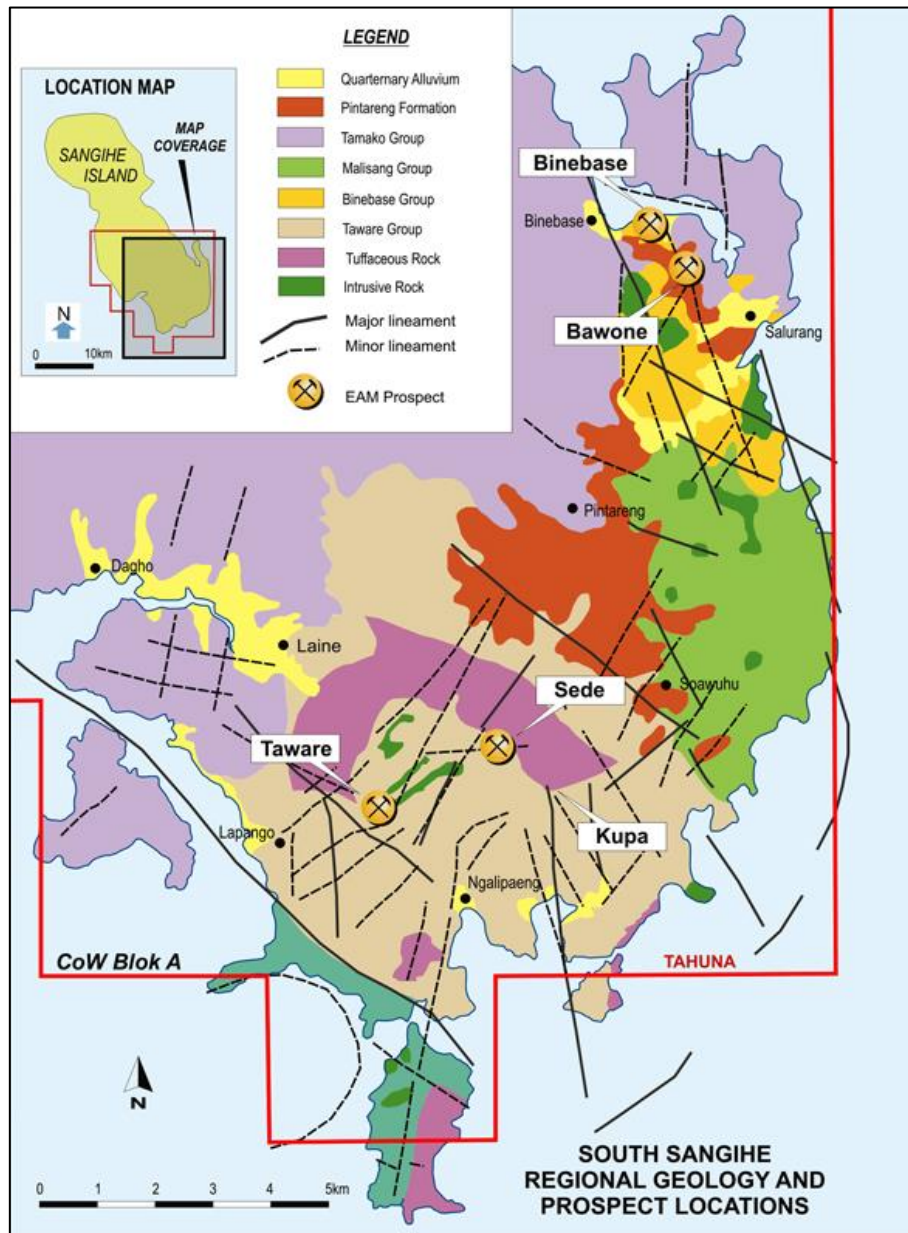 LEGEND
Quarternary Alluvium
Pintareng Formation
Tamako Group
Malisang Group
Binebase Group
Taware Group
Tuffaceous Rock
Intrusive Rock
Major lineament
Minor lineament
EAM Prospect
LOCATION MAP
MAP
COVERAGE
SANGIHE
ISLAND
N
0 10km
Binebase
Binebase
Bawone
Salurang
Pintareng
Dagho
Laine
Sede
Soawuhu
Taware
Kupa
Lapango
Ngalipaeng
CoW Blok A
TAHUNA
N
0 1 2 3 4 5km
SOUTH SANGIHE
REGIONAL GEOLOGY AND
PROSPECT LOCATIONS